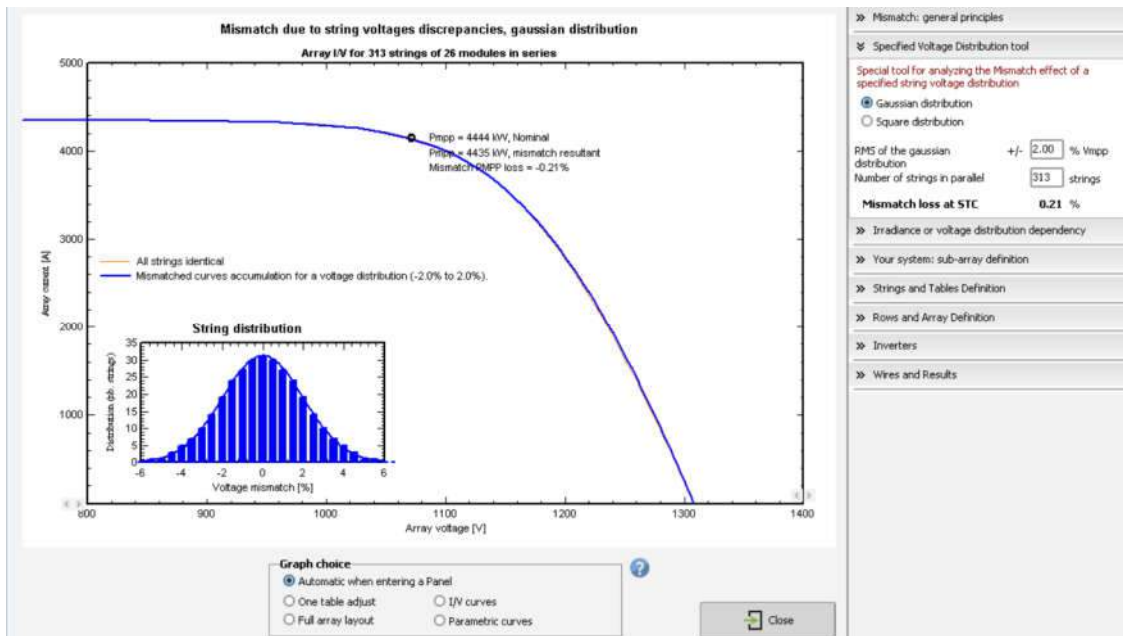 Mismatch due to string voltages discrepancies, gaussian distribution
Array I/V for 313 strings of 26 modules in series
5000
4000
3000
2000
1000
Array current [A]
Pmpp = 4444 kW, Nominal
Pmpp = 4435 kW, mismatch resultant
Mismatch PMPP loss = -0.21%
All strings identical
Mismatched curves accumulation for a voltage distribution (-2.0% to 2.0%).
String distribution
35
30
25
20
15
10
5
0
Distribution (nb. strings)
-6 -4 -2 0 2 4 6
Voltage mismatch [%]
800 900 1000 1100 1200 1300 1400
Array voltage [V]
Graph choice
Automatic when entering a Panel
One table adjust
I/V curves
Full array layout
Parametric curves
?
Close
Mismatch: general principles
Specified Voltage Distribution tool
Special tool for analyzing the Mismatch effect of a
specified string voltage distribution
Gaussian distribution
Square distribution
RMS of the gaussian
distribution
+/- 2.00 % Vmpp
Number of strings in parallel 313 strings
Mismatch loss at STC 0.21 %
Irradiance or voltage distribution dependency
Your system: sub-array definition
Strings and Tables Definition
Rows and Array Definition
Inverters
Wires and Results